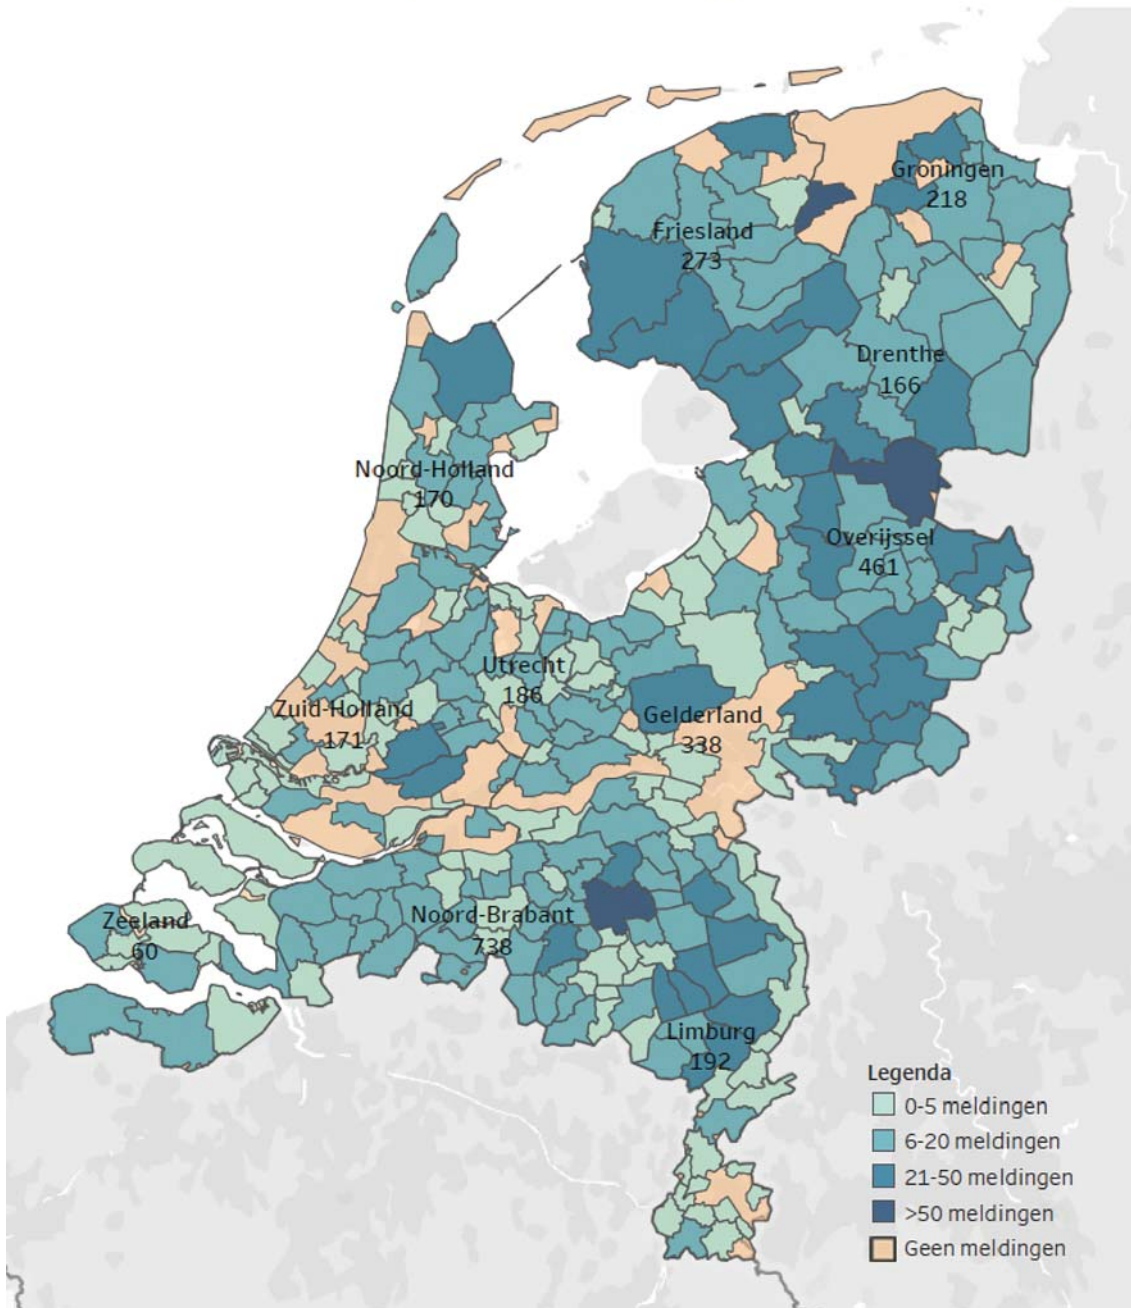 Groningen
218
Friesland
273
Drenthe
166
Noord-Holland
170
Overijssel
461
Utrecht
186
Zuid-Holland
171
Gelderland
338
Zeeland
60
Noord-Brabant
738
Limburg
192
Legenda
0-5 meldingen
6-20 meldingen
21-50 meldingen
>50 meldingen
Geen meldingen